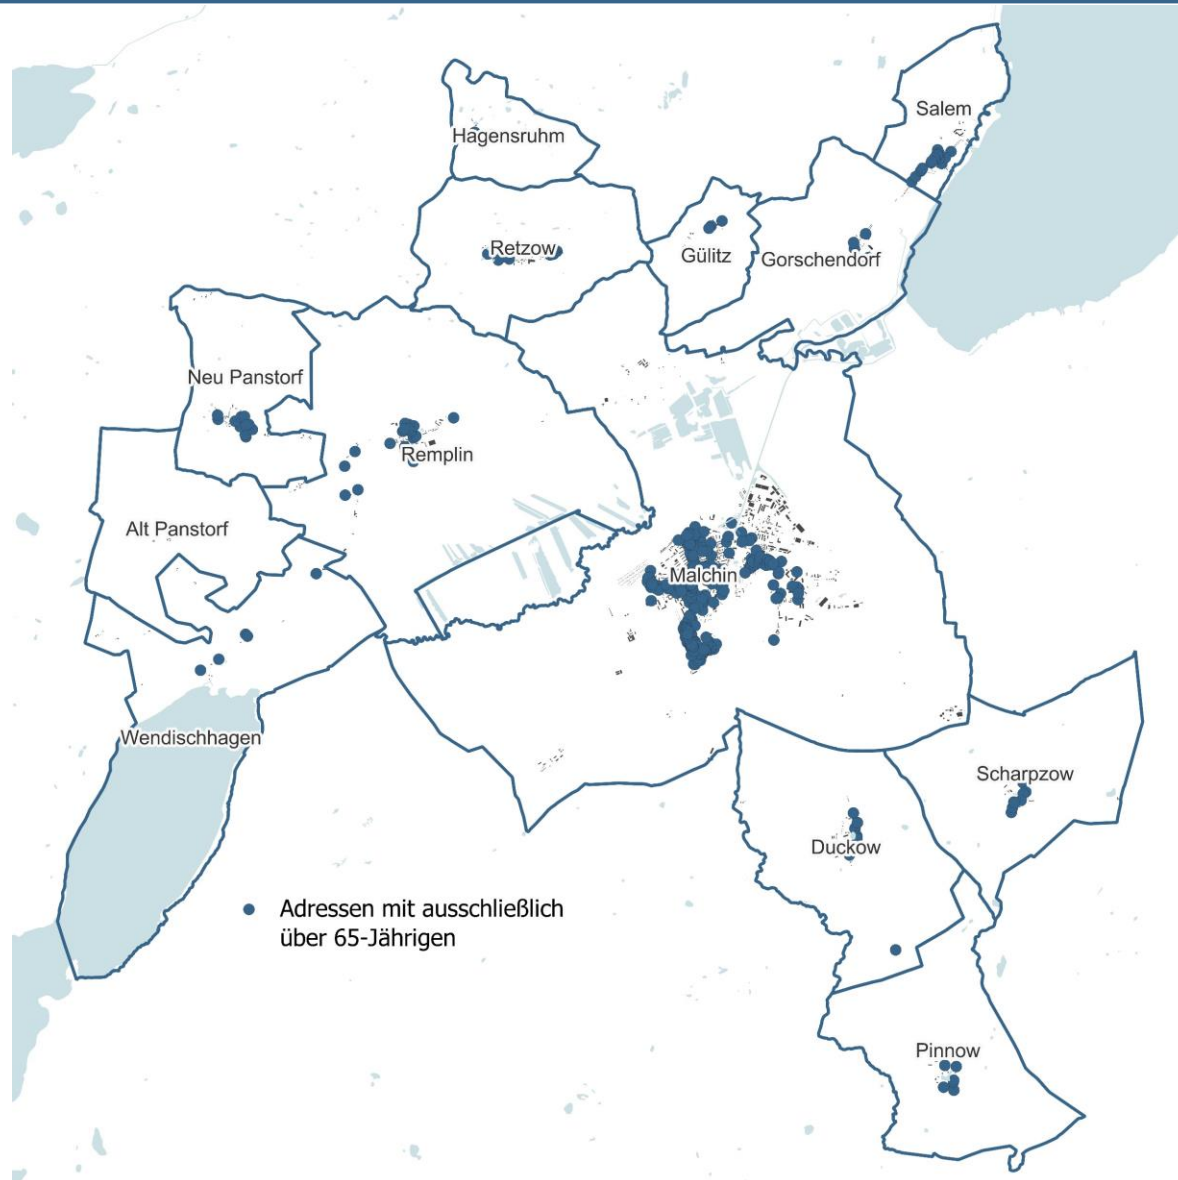 Salem
Hagensruhm
Retzow
Gülitz
Gorschendorf
Neu Panstorf
Remplin
Alt Panstorf
Malchin
Wendischhagen
Scharpzow
Duckow
Adressen mit ausschließlich
über 65-Jährigen
Pinnow